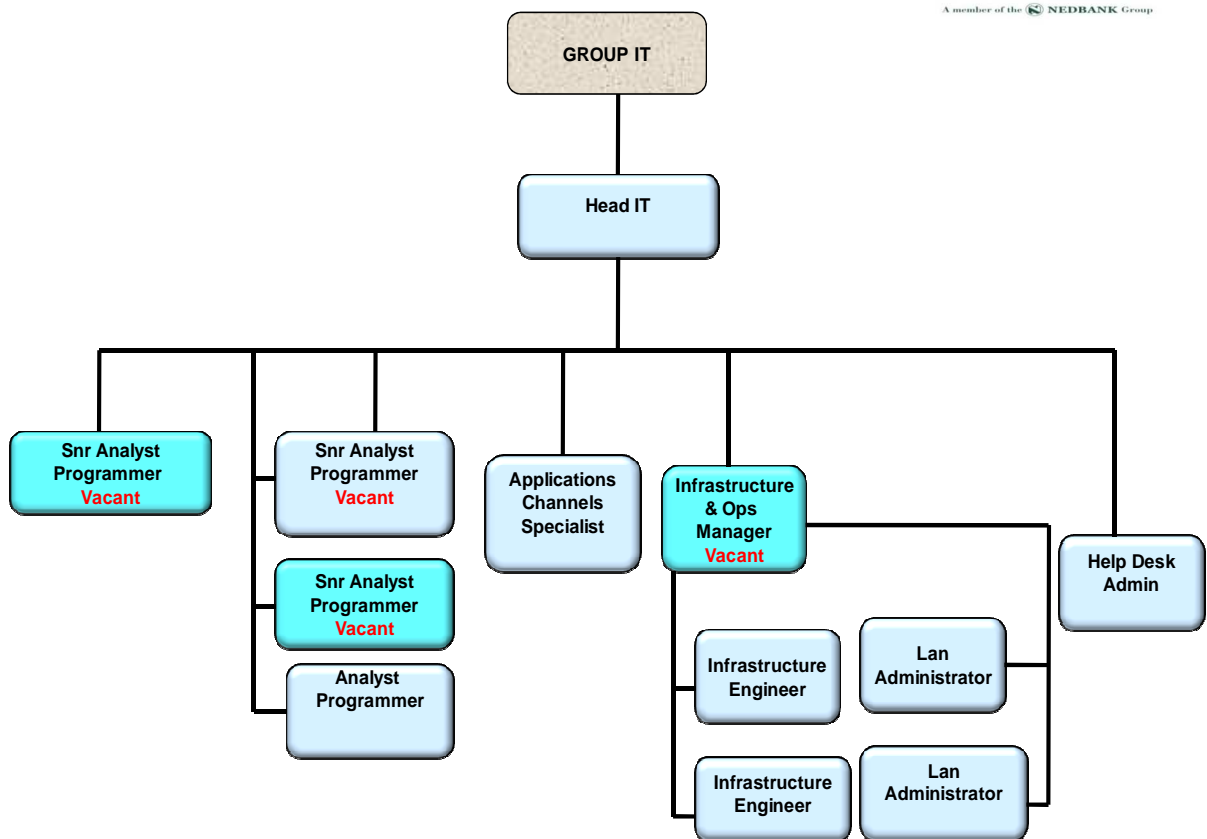 A member of the NEDBANK Group
GROUP IT
Head IT
Snr Analyst
Programmer
Vacant
Snr Analyst
Programmer
Vacant
Applications
Channels
Specialist
Infrastructure
& Ops
Manager
Vacant
Help Desk
Admin
Snr Analyst
Programmer
Vacant
Analyst
Programmer
Infrastructure
Engineer
Lan
Administrator
Infrastructure
Engineer
Lan
Administrator